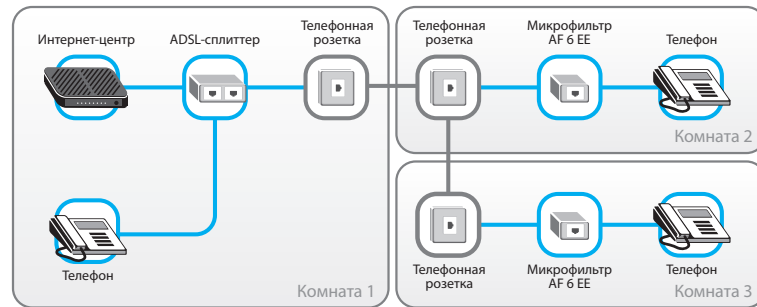 Интернет-центр
ADSL-сплиттер
Телефонная
розетка
Телефон
Комната 1
Телефонная
розетка
Микрофильтр
AF 6 EE
Телефон
Комната 2
Телефонная
розетка
Микрофильтр
AF 6 EE
Телефон
Комната 3